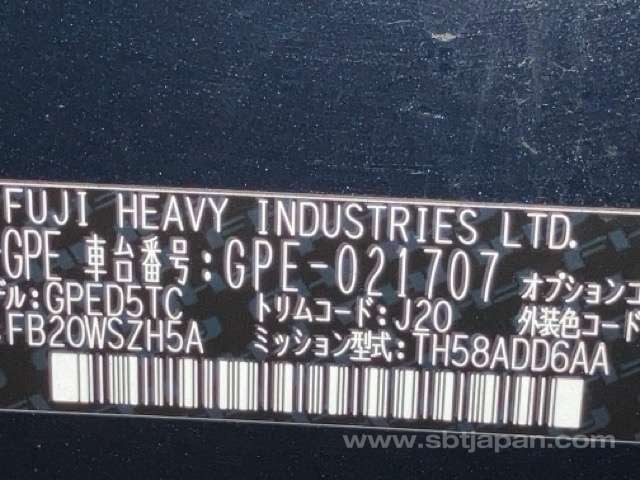 FUJI HEAVY INDUSTRIES LTD.
-GPE 車台番号:GPE-021707 オプションコ
デル:GPED5TC トリムコード:J20 外装色コード
:FB20WSZH5A ミッション型式:TH58ADD6AA
www.sbtjapan.com